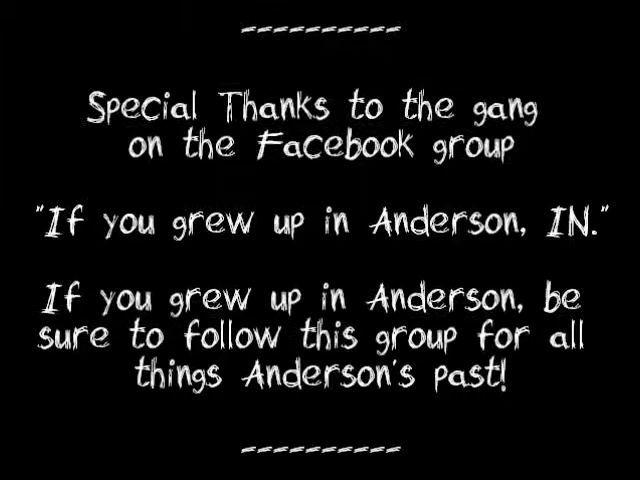 ----------
Special Thanks to the gang
on the Facebook group
"If you grew up in Anderson, IN."
If you grew up in Anderson, be
sure to follow this group for all
things Anderson's past!
----------